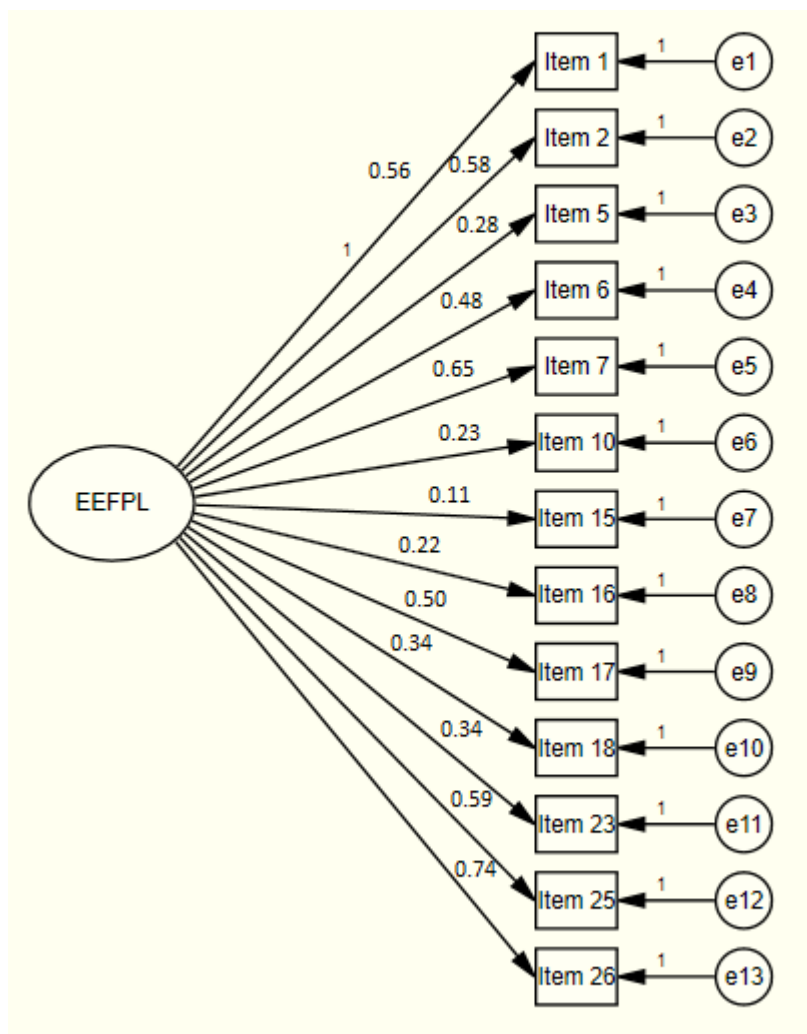 Item 1
1
e1
Item 2
1
e2
0.56
0.58
Item 5
1
e3
0.28
1
Item 6
1
e4
0.48
Item 7
1
e5
0.65
Item 10
1
e6
0.23
EEFPL
0.11
Item 15
1
e7
0.22
Item 16
1
e8
0.50
0.34
Item 17
1
e9
0.34
Item 18
1
e10
0.59
Item 23
1
e11
0.74
Item 25
1
e12
Item 26
1
e13